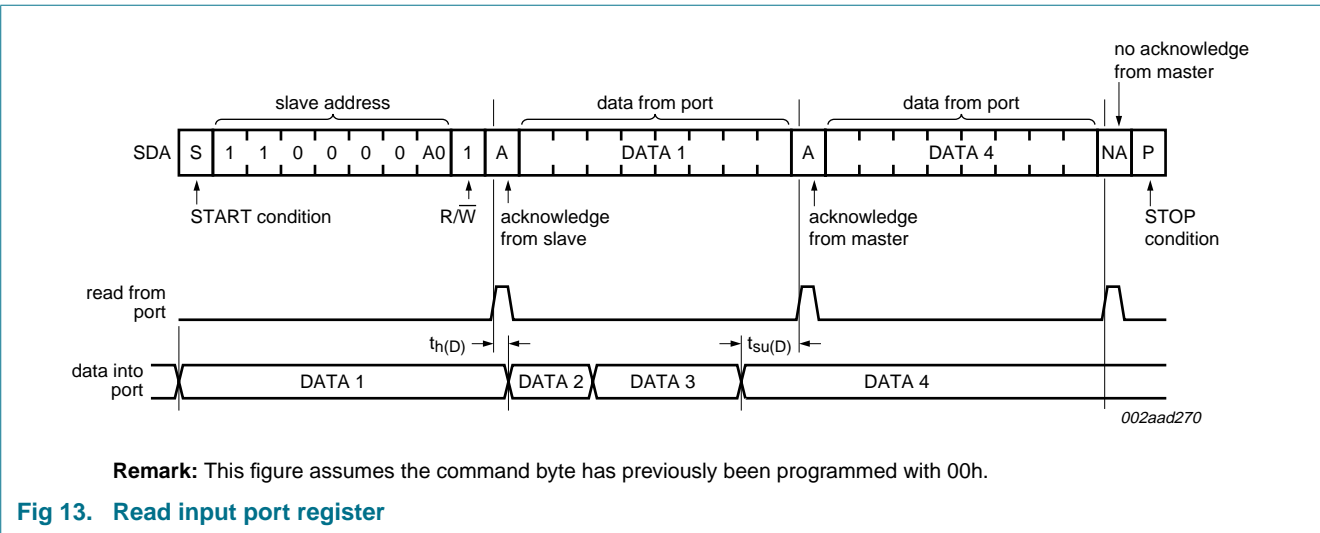 no acknowledge
from master
slave address
data from port
data from port
SDA S 1 1 0 0 0 0 A0 1 A DATA 1 A DATA 4 NA P
START condition
R/W̅
acknowledge
from slave
acknowledge
from master
STOP
condition
read from
port
th(D)
tsu(D)
data into
port
DATA 1 DATA 2 DATA 3 DATA 4
002aad270
Remark: This figure assumes the command byte has previously been programmed with 00h.
Fig 13. Read input port register